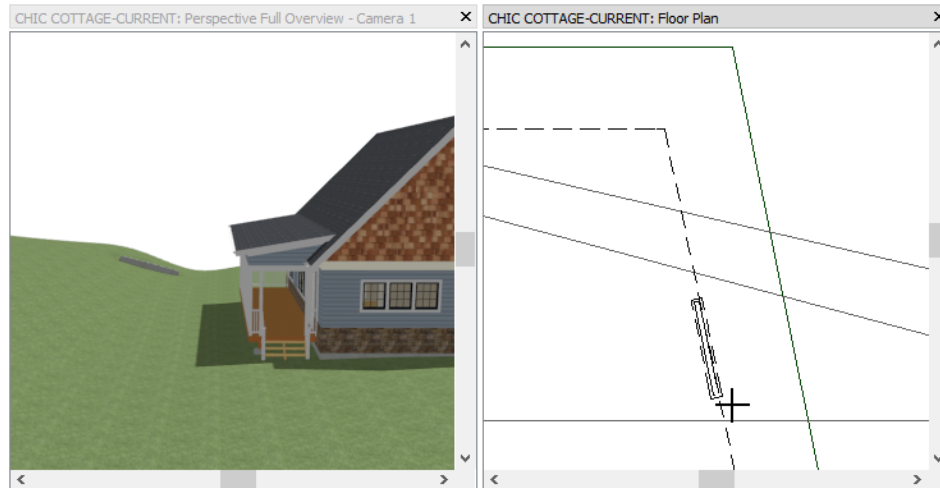 CHIC COTTAGE-CURRENT: Perspective Full Overview - Camera 1
CHIC COTTAGE-CURRENT: Floor Plan